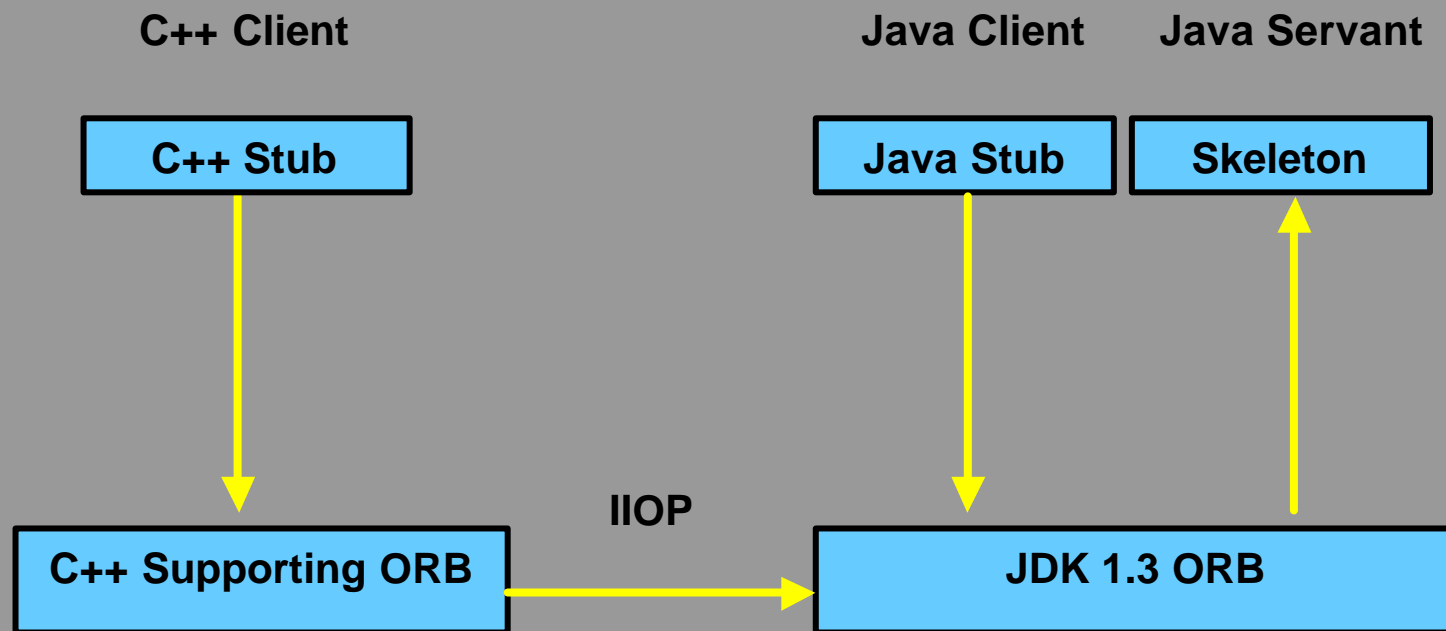 C++ Client
Java Client
Java Servant
C++ Stub
Java Stub
Skeleton
IIOP
C++ Supporting ORB
JDK 1.3 ORB